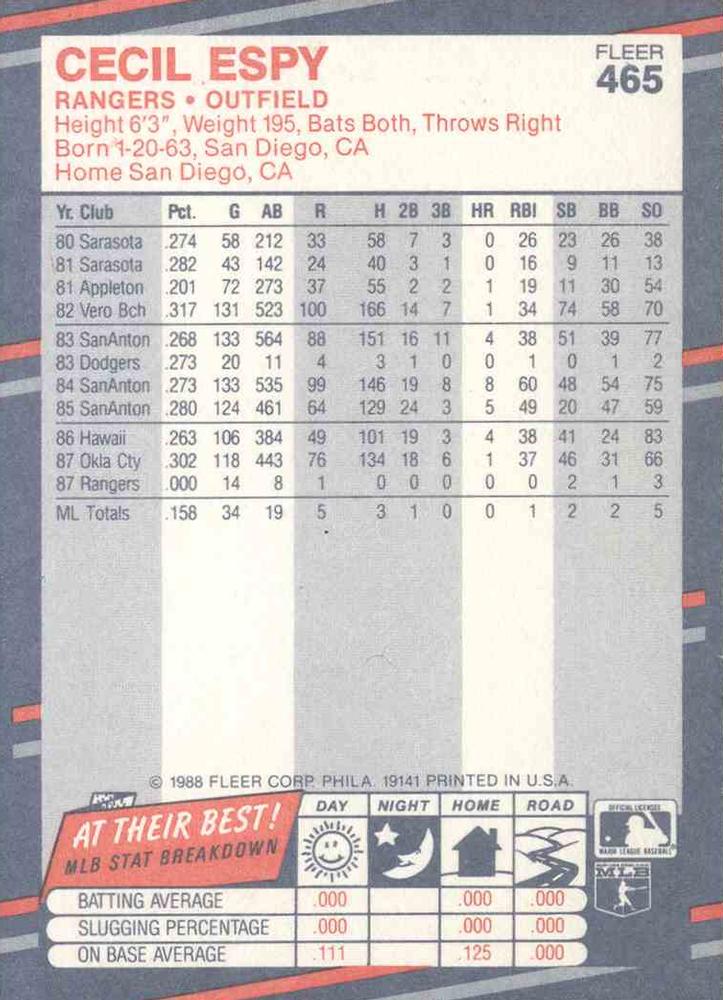 CECIL ESPY FLEER
RANGERS • OUTFIELD 465
Height 6'3", Weight 195, Bats Both, Throws Right
Born 1-20-63, San Diego, CA
Home San Diego, CA
Yr. Club Pct. G AB R H 2B 3B HR RBI SB BB SO
80 Sarasota .274 58 212 33 58 7 3 0 26 23 26 38
81 Sarasota .282 43 142 24 40 3 1 0 16 9 11 13
81 Appleton .201 72 273 37 55 2 2 1 19 11 30 54
82 Vero Bch .317 131 523 100 166 14 7 1 34 74 58 70
83 SanAnton .268 133 564 88 151 16 11 4 38 51 39 77
83 Dodgers .273 20 11 4 3 1 0 0 1 0 1 2
84 SanAnton .273 133 535 99 146 19 8 8 60 48 54 75
85 SanAnton .280 124 461 64 129 24 3 5 49 20 47 59
86 Hawaii .263 106 384 49 101 19 3 4 38 41 24 83
87 Okla Cty .302 118 443 76 134 18 6 1 37 46 31 66
87 Rangers .000 14 8 1 0 0 0 0 0 2 1 3
ML Totals .158 34 19 5 3 1 0 0 1 2 2 5
© 1988 FLEER CORP. PHILA. 19141 PRINTED IN U.S.A.
AT THEIR BEST!
MLB STAT BREAKDOWN
DAY NIGHT HOME ROAD
OFFICIAL LICENSEE
MAJOR LEAGUE BASEBALL
MLB
BATTING AVERAGE .000 .000 .000
SLUGGING PERCENTAGE .000 .000 .000
ON BASE AVERAGE .111 .125 .000